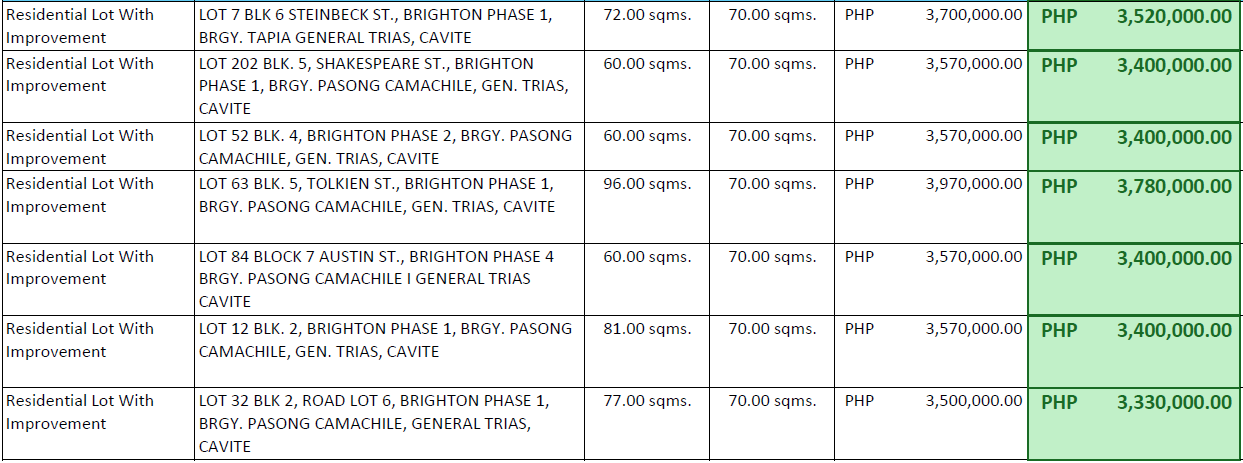 Residential Lot With Improvement LOT 7 BLK 6 STEINBECK ST., BRIGHTON PHASE 1, BRGY. TAPIA GENERAL TRIAS, CAVITE 72.00 sqms. 70.00 sqms. PHP 3,700,000.00 PHP 3,520,000.00
Residential Lot With Improvement LOT 202 BLK. 5, SHAKESPEARE ST., BRIGHTON PHASE 1, BRGY. PASONG CAMACHILE, GEN. TRIAS, CAVITE 60.00 sqms. 70.00 sqms. PHP 3,570,000.00 PHP 3,400,000.00
Residential Lot With Improvement LOT 52 BLK. 4, BRIGHTON PHASE 2, BRGY. PASONG CAMACHILE, GEN. TRIAS, CAVITE 60.00 sqms. 70.00 sqms. PHP 3,570,000.00 PHP 3,400,000.00
Residential Lot With Improvement LOT 63 BLK. 5, TOLKIEN ST., BRIGHTON PHASE 1, BRGY. PASONG CAMACHILE, GEN. TRIAS, CAVITE 96.00 sqms. 70.00 sqms. PHP 3,970,000.00 PHP 3,780,000.00
Residential Lot With Improvement LOT 84 BLOCK 7 AUSTIN ST., BRIGHTON PHASE 4 BRGY. PASONG CAMACHILE I GENERAL TRIAS CAVITE 60.00 sqms. 70.00 sqms. PHP 3,570,000.00 PHP 3,400,000.00
Residential Lot With Improvement LOT 12 BLK. 2, BRIGHTON PHASE 1, BRGY. PASONG CAMACHILE, GEN. TRIAS, CAVITE 81.00 sqms. 70.00 sqms. PHP 3,570,000.00 PHP 3,400,000.00
Residential Lot With Improvement LOT 32 BLK 2, ROAD LOT 6, BRIGHTON PHASE 1, BRGY. PASONG CAMACHILE, GENERAL TRIAS, CAVITE 77.00 sqms. 70.00 sqms. PHP 3,500,000.00 PHP 3,330,000.00